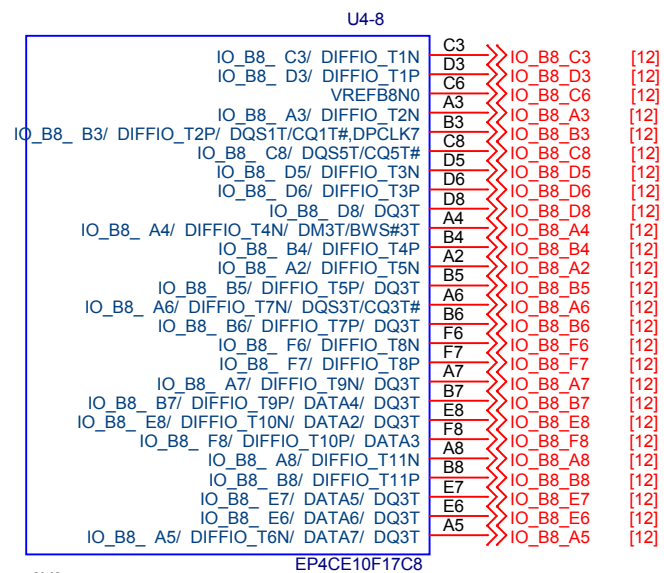 U4-8
IO_B8_ C3/ DIFFIO_T1N C3 IO_B8_C3 [12]
IO_B8_ D3/ DIFFIO_T1P D3 IO_B8_D3 [12]
VREFB8N0 C6 IO_B8_C6 [12]
IO_B8_ A3/ DIFFIO_T2N A3 IO_B8_A3 [12]
IO_B8_ B3/ DIFFIO_T2P/ DQS1T/CQ1T#,DPCLK7 B3 IO_B8_B3 [12]
IO_B8_ C8/ DQS5T/CQ5T# C8 IO_B8_C8 [12]
IO_B8_ D5/ DIFFIO_T3N D5 IO_B8_D5 [12]
IO_B8_ D6/ DIFFIO_T3P D6 IO_B8_D6 [12]
IO_B8_ D8/ DQ3T D8 IO_B8_D8 [12]
IO_B8_ A4/ DIFFIO_T4N/ DM3T/BWS#3T A4 IO_B8_A4 [12]
IO_B8_ B4/ DIFFIO_T4P B4 IO_B8_B4 [12]
IO_B8_ A2/ DIFFIO_T5N A2 IO_B8_A2 [12]
IO_B8_ B5/ DIFFIO_T5P/ DQ3T B5 IO_B8_B5 [12]
IO_B8_ A6/ DIFFIO_T7N/ DQS3T/CQ3T# A6 IO_B8_A6 [12]
IO_B8_ B6/ DIFFIO_T7P/ DQ3T B6 IO_B8_B6 [12]
IO_B8_ F6/ DIFFIO_T8N F6 IO_B8_F6 [12]
IO_B8_ F7/ DIFFIO_T8P F7 IO_B8_F7 [12]
IO_B8_ A7/ DIFFIO_T9N/ DQ3T A7 IO_B8_A7 [12]
IO_B8_ B7/ DIFFIO_T9P/ DATA4/ DQ3T B7 IO_B8_B7 [12]
IO_B8_ E8/ DIFFIO_T10N/ DATA2/ DQ3T E8 IO_B8_E8 [12]
IO_B8_ F8/ DIFFIO_T10P/ DATA3 F8 IO_B8_F8 [12]
IO_B8_ A8/ DIFFIO_T11N A8 IO_B8_A8 [12]
IO_B8_ B8/ DIFFIO_T11P B8 IO_B8_B8 [12]
IO_B8_ E7/ DATA5/ DQ3T E7 IO_B8_E7 [12]
IO_B8_ E6/ DATA6/ DQ3T E6 IO_B8_E6 [12]
IO_B8_ A5/ DIFFIO_T6N/ DATA7/ DQ3T A5 IO_B8_A5 [12]
EP4CE10F17C8